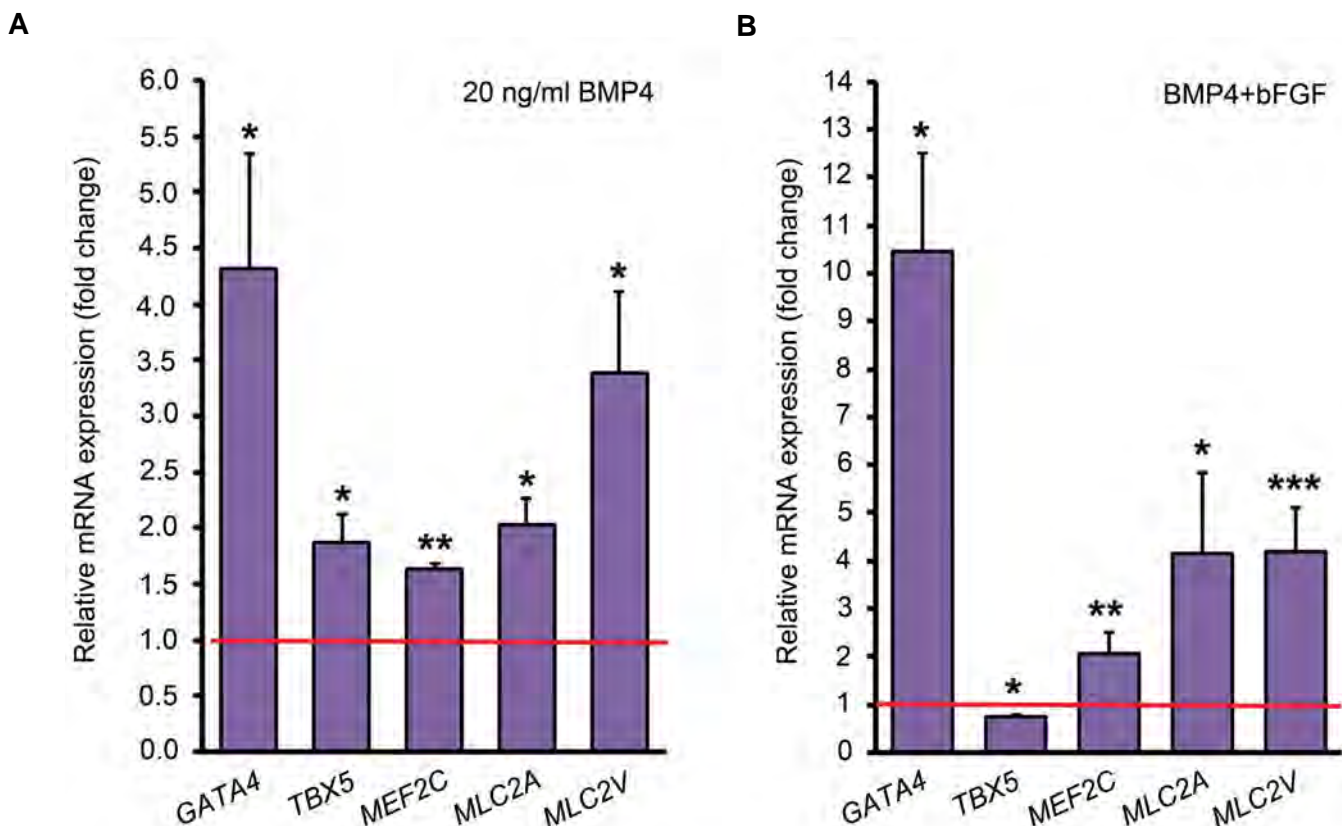 A
20 ng/ml BMP4
Relative mRNA expression (fold change)
6.0
5.5
5.0
4.5
4.0
3.5
3.0
2.5
2.0
1.5
1.0
0.5
0.0
*
*
**
*
*
GATA4
TBX5
MEF2C
MLC2A
MLC2V
B
BMP4+bFGF
Relative mRNA expression (fold change)
14
13
12
11
10
9
8
7
6
5
4
3
2
1
0
*
*
**
*
***
GATA4
TBX5
MEF2C
MLC2A
MLC2V